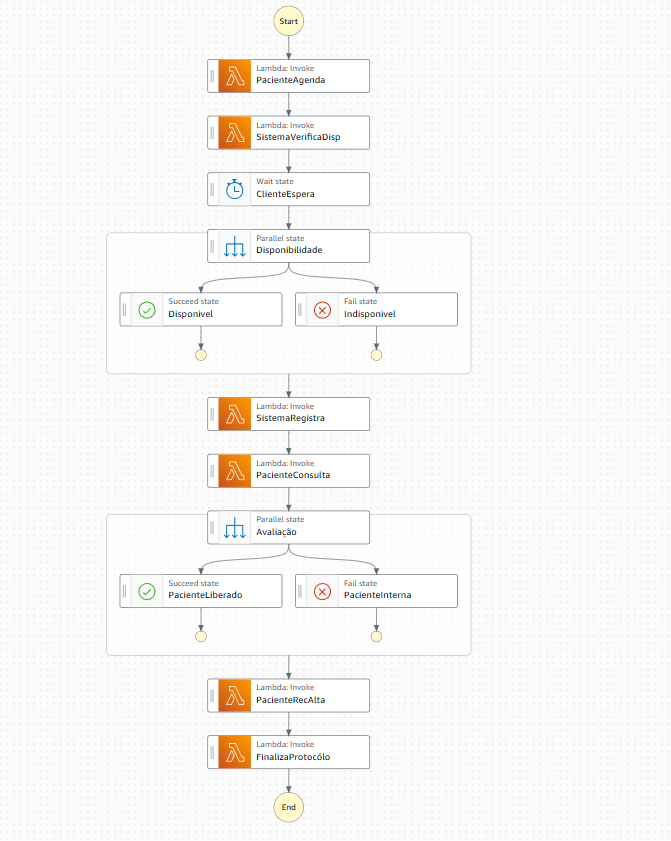 Start
Lambda: Invoke
PacienteAgenda
Lambda: Invoke
SistemaVerificaDisp
Wait state
ClienteEspera
Parallel state
Disponibilidade
Succeed state
Disponivel
Fail state
Indisponivel
Lambda: Invoke
SistemaRegistra
Lambda: Invoke
PacienteConsulta
Parallel state
Avaliação
Succeed state
PacienteLiberado
Fail state
PacienteInterna
Lambda: Invoke
PacienteRecAlta
Lambda: Invoke
FinalizaProtocólo
End